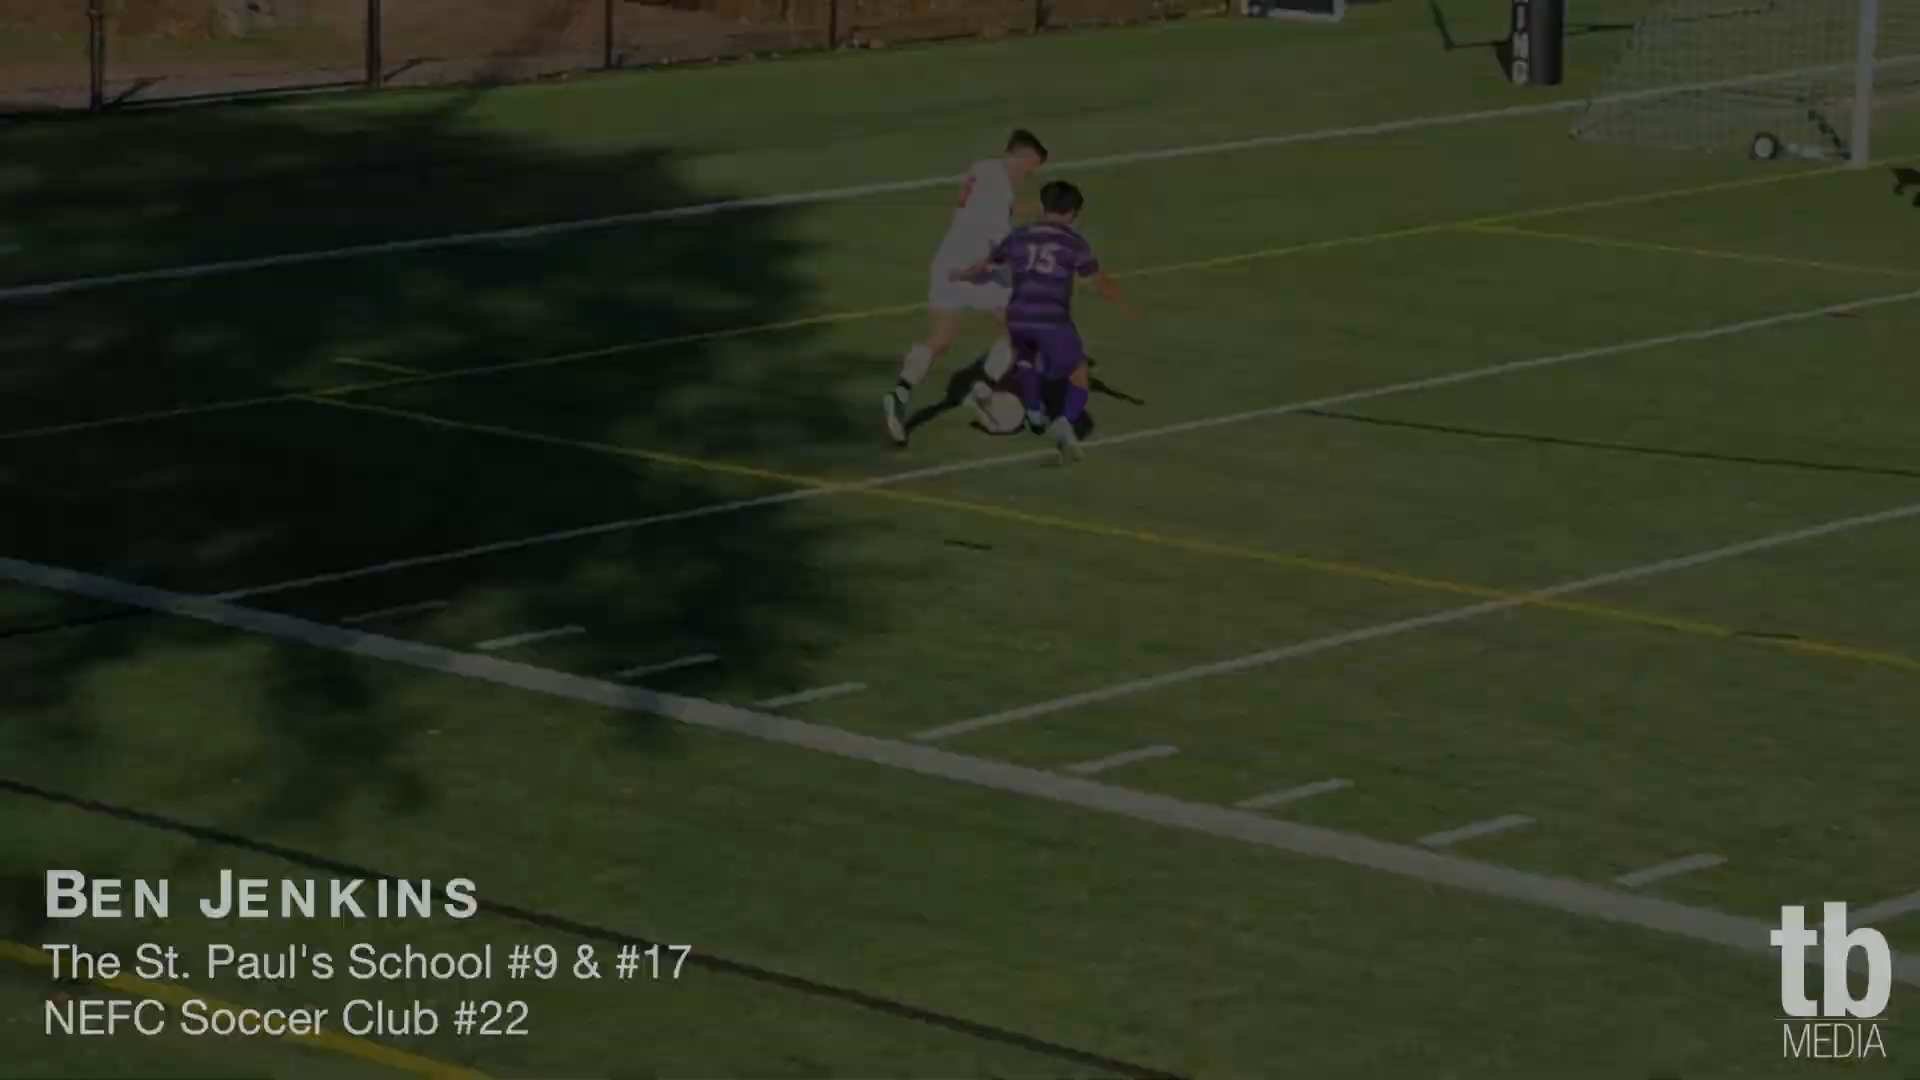 15
BEN JENKINS
The St. Paul's School #9 & #17
NEFC Soccer Club #22
tb
MEDIA